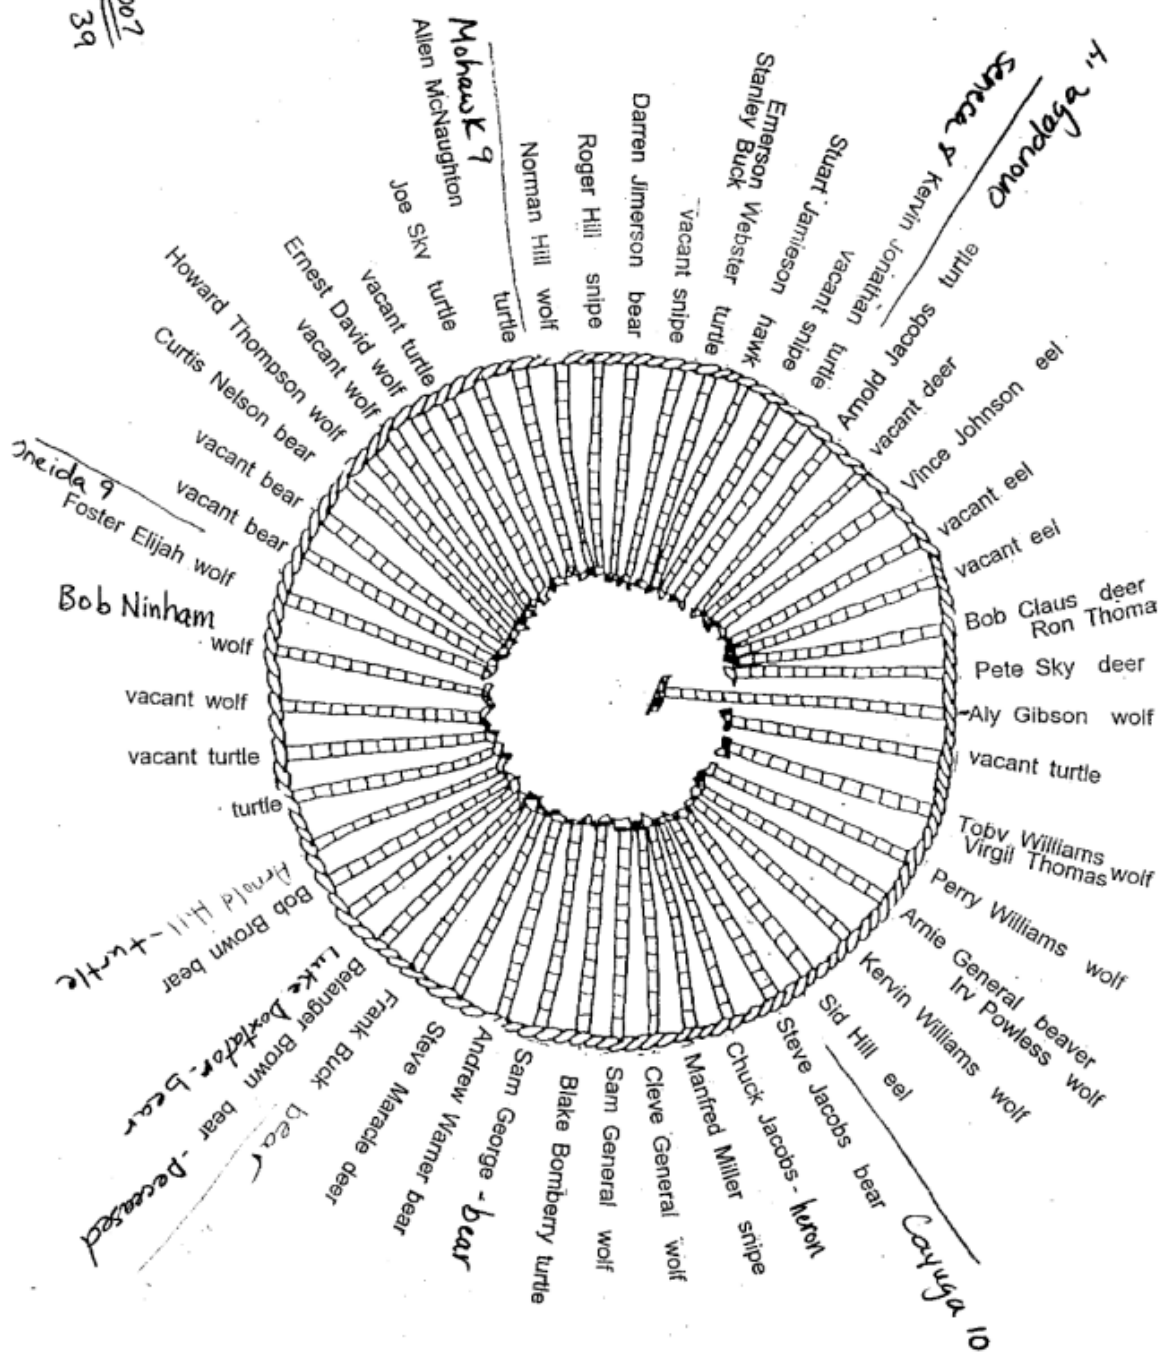 2007
39
Mohawk 9
Allen McNaughton turtle
Norman Hill wolf
Roger Hill snipe
Darren Jimerson bear
vacant snipe
Stanley Buck
Emerson Webster turtle
Stuart Jamieson hawk
vacant snipe
Seneca 8 Kervin Jonathan turtle
Onondaga 14
Arnold Jacobs turtle
vacant deer
Vince Johnson eel
vacant eel
vacant eel
Bob Claus deer
Ron Thoma
Pete Sky deer
Aly Gibson wolf
vacant turtle
Toby Williams
Virgil Thomas wolf
Perry Williams wolf
Arnie General beaver
Irv Powless wolf
Kervin Williams wolf
Sid Hill eel
Cayuga 10
Steve Jacobs bear
Chuck Jacobs - heron
Manfred Miller snipe
Cleve General wolf
Sam General wolf
Blake Bomberry turtle
Sam George - bear
Andrew Warner bear
Steve Maracle deer
Frank Buck bear
Belanger Brown bear - Deceased
Luke Doxtator - bear
Bob Brown bear
Arnold Hill - turtle
turtle
vacant turtle
vacant wolf
Bob Ninham
wolf
Foster Elijah wolf
Oneida 9
vacant bear
vacant bear
Curtis Nelson bear
Howard Thompson wolf
vacant wolf
Ernest David wolf
vacant turtle
Joe Sky turtle